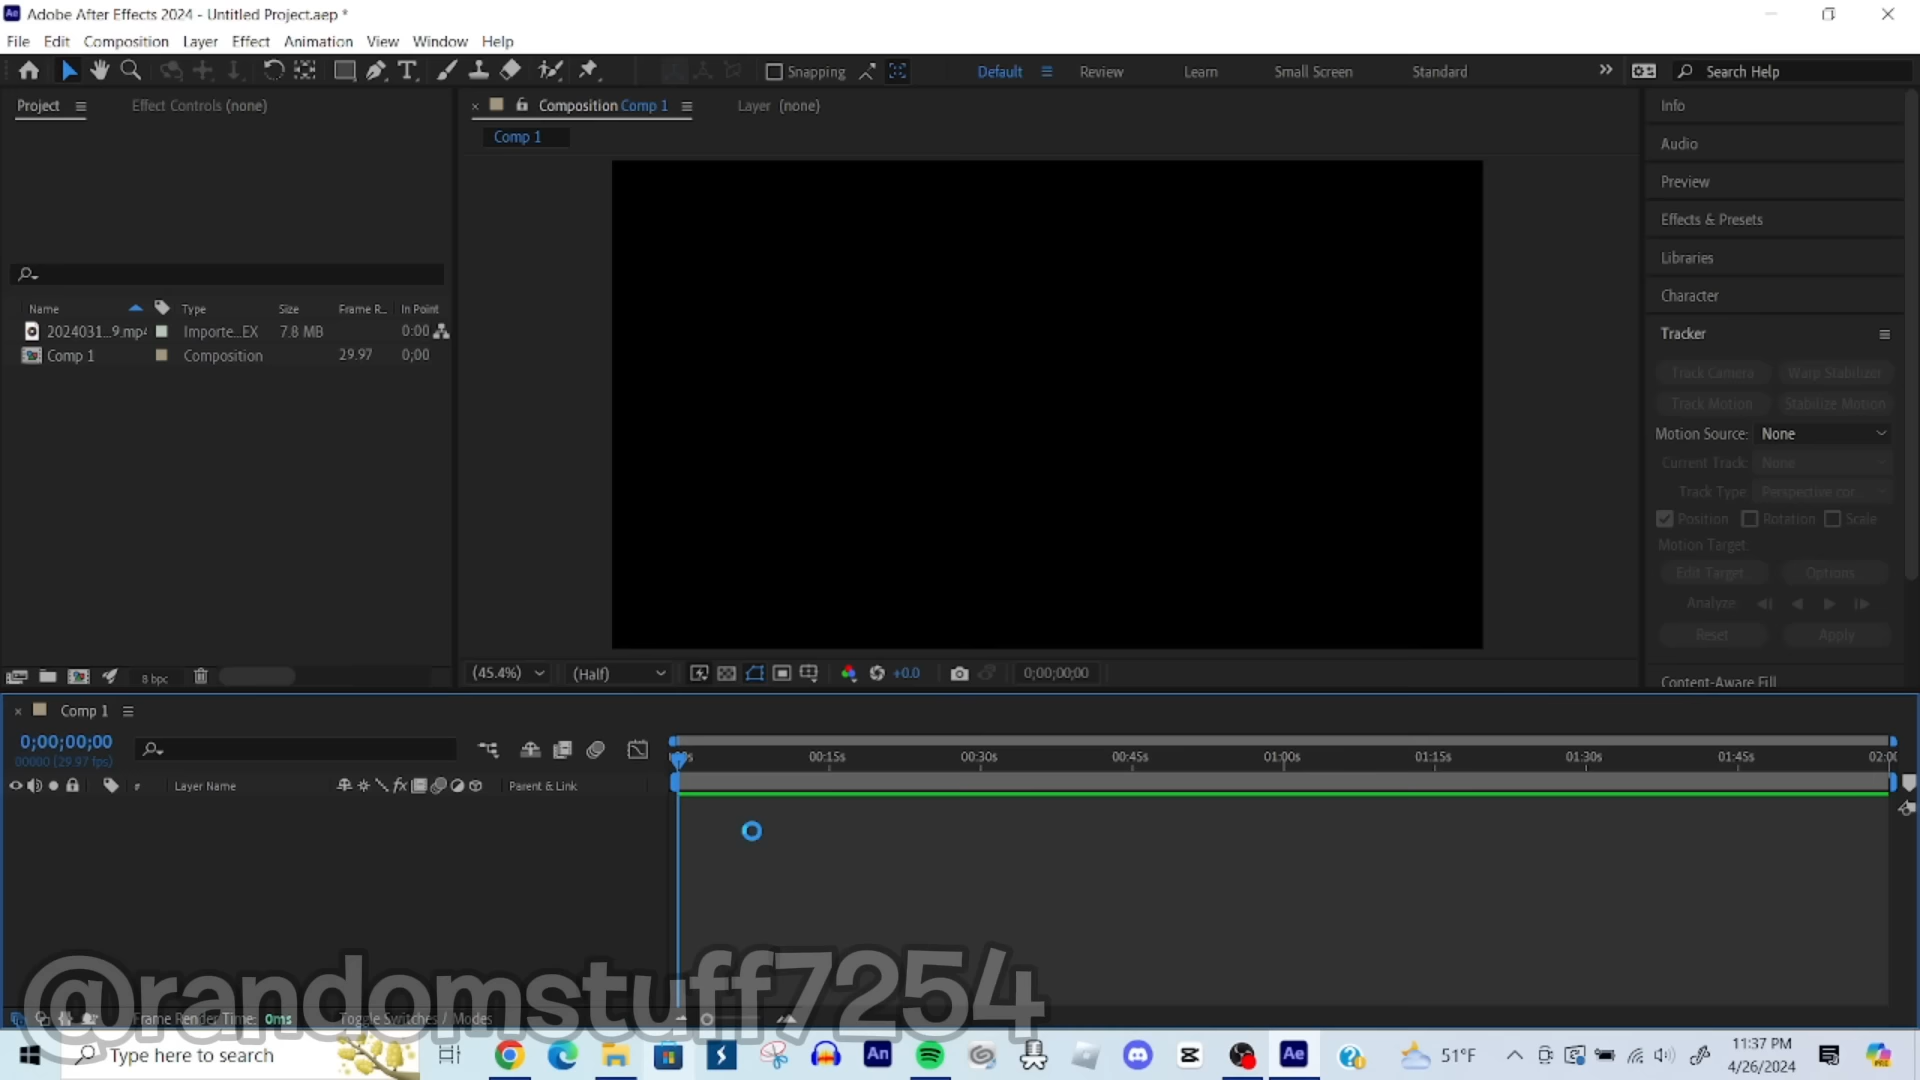 Adobe After Effects 2024 - Untitled Project.aep *
File Edit Composition Layer Effect Animation View Window Help
Snapping Default Review Learn Small Screen Standard Search Help
Project Effect Controls (none) Composition Comp 1 Layer (none) Info
Comp 1
Audio
Preview
Effects & Presets
Libraries
Character
Name Type Size Frame R... In Point
2024031...9.mp4 Importe...EX 7.8 MB 0:00
Comp 1 Composition 29.97 0;00
Tracker
Track Camera Warp Stabilizer
Track Motion Stabilize Motion
Motion Source: None
Current Track: None
Track Type: Perspective cor...
Position Rotation Scale
Motion Target:
Edit Target... Options...
Analyze:
Reset Apply
Content-Aware Fill
8 bpc (45.4%) (Half) +0.0 0;00;00;00
Comp 1
0;00;00;00
00000 (29.97 fps)
00:15s 00:30s 00:45s 01:00s 01:15s 01:30s 01:45s
# Layer Name Parent & Link
@randomstuff7254
Frame Render Time: 0ms Toggle Switches / Modes
Type here to search
An Ae 51°F 11:37 PM
4/26/2024